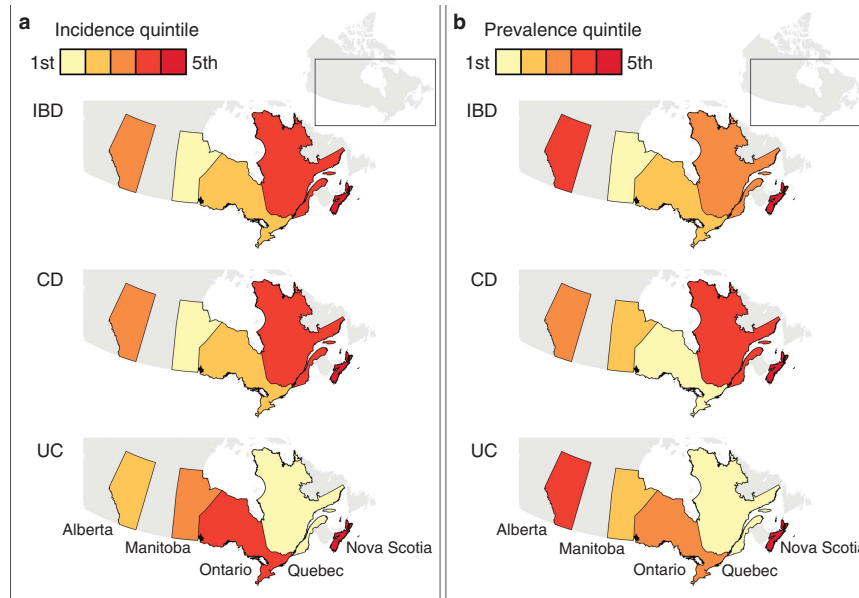 a Incidence quintile
1st 5th
IBD
CD
UC
Alberta
Manitoba
Ontario
Quebec
Nova Scotia
b Prevalence quintile
1st 5th
IBD
CD
UC
Alberta
Manitoba
Ontario
Quebec
Nova Scotia